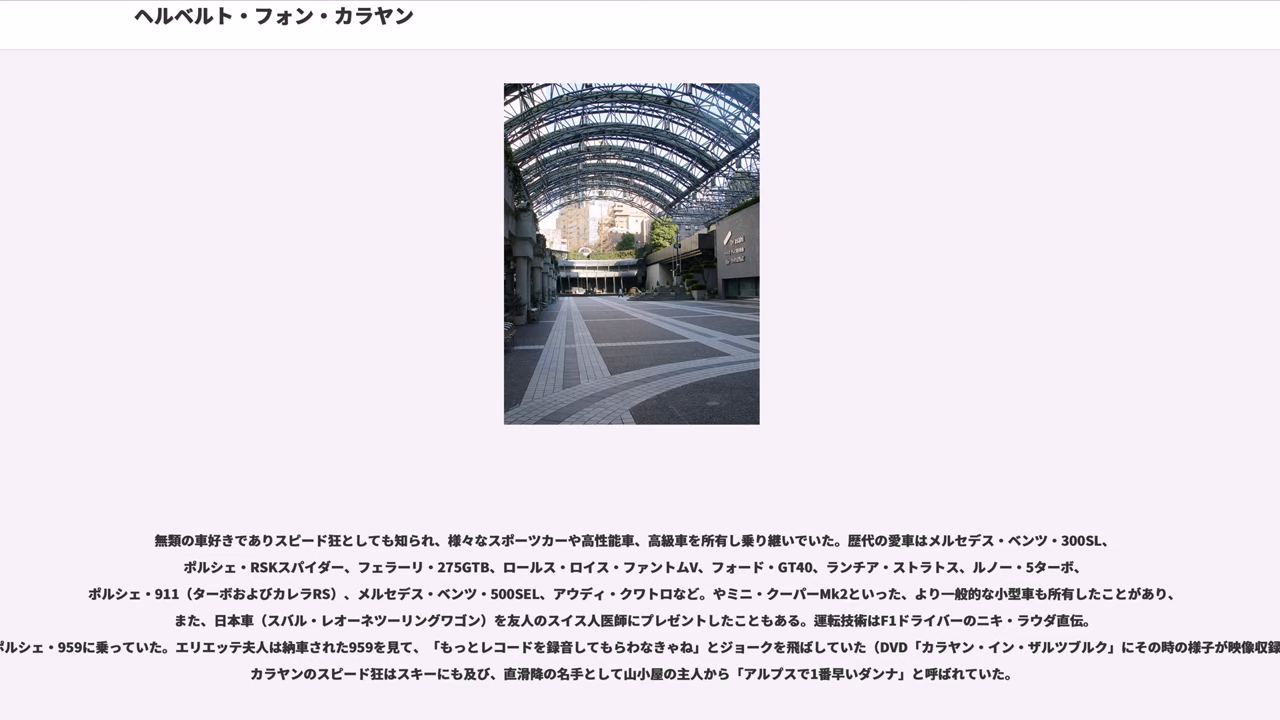 ヘルベルト・フォン・カラヤン
無類の車好きでありスピード狂としても知られ、様々なスポーツカーや高性能車、高級車を所有し乗り継いでいた。歴代の愛車はメルセデス・ベンツ・300SL、
ポルシェ・RSKスパイダー、フェラーリ・275GTB、ロールス・ロイス・ファントムV、フォード・GT40、ランチア・ストラトス、ルノー・5ターボ、
ポルシェ・911（ターボおよびカレラRS）、メルセデス・ベンツ・500SEL、アウディ・クワトロなど。やミニ・クーパーMk2といった、より一般的な小型車も所有したことがあり、
また、日本車（スバル・レオーネツーリングワゴン）を友人のスイス人医師にプレゼントしたこともある。運転技術はF1ドライバーのニキ・ラウダ直伝。
ポルシェ・959に乗っていた。エリエッテ夫人は納車された959を見て、「もっとレコードを録音してもらわなきゃね」とジョークを飛ばしていた（DVD「カラヤン・イン・ザルツブルク」にその時の様子が映像収録
カラヤンのスピード狂はスキーにも及び、直滑降の名手として山小屋の主人から「アルプスで1番早いダンナ」と呼ばれていた。